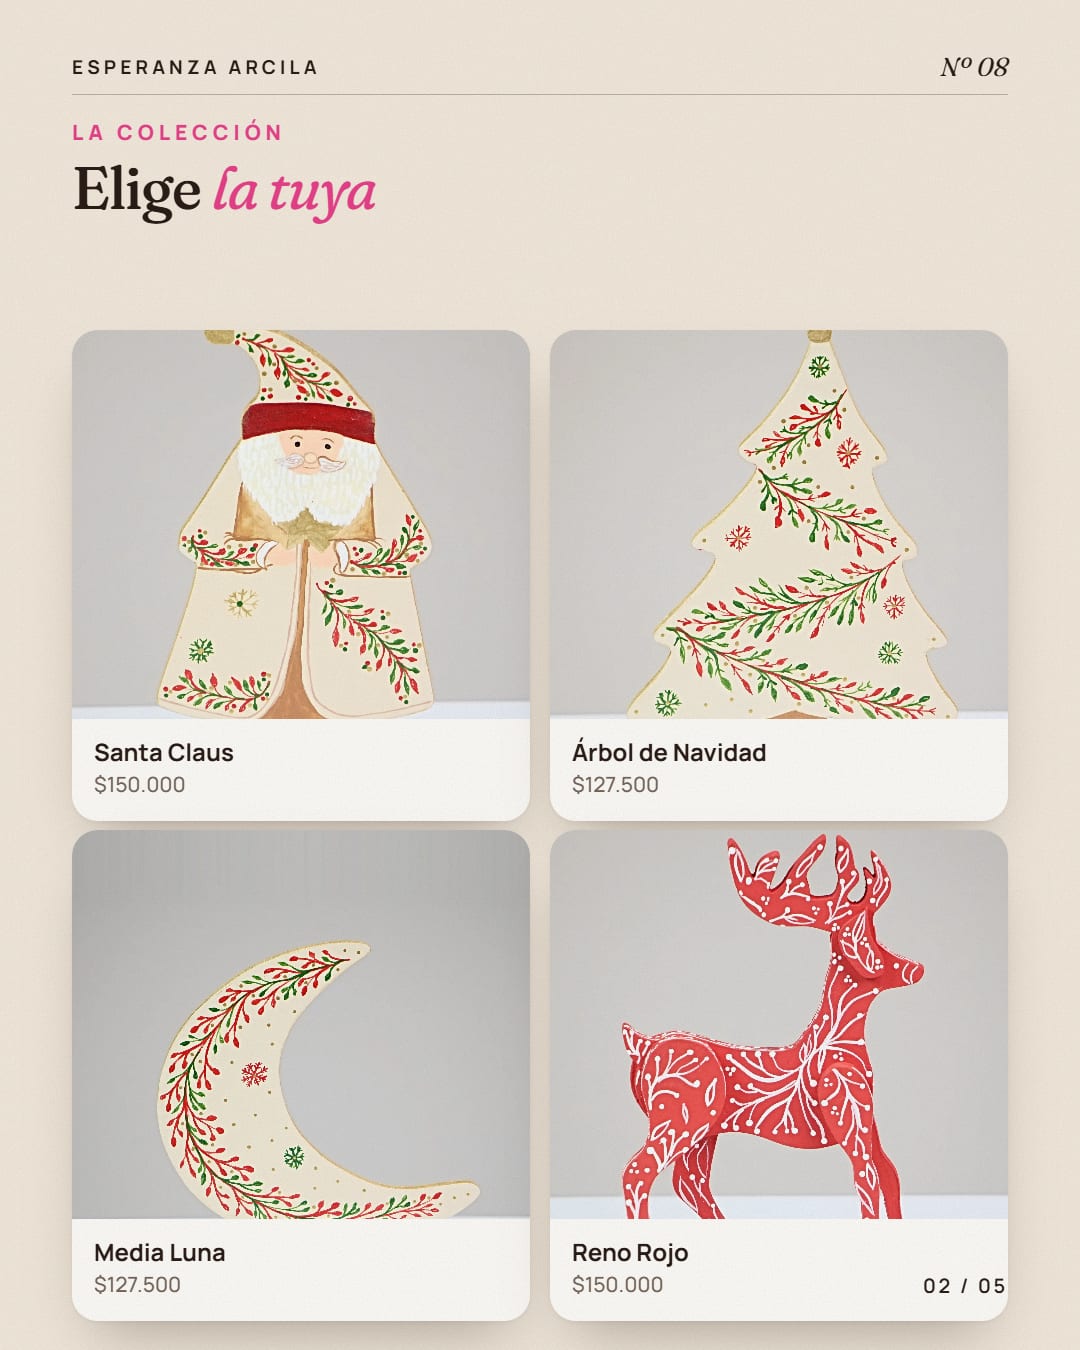 ESPERANZA ARCILA
Nº 08
LA COLECCIÓN
Elige la tuya
Santa Claus
$150.000
Árbol de Navidad
$127.500
Media Luna
$127.500
Reno Rojo
$150.000
02 / 05